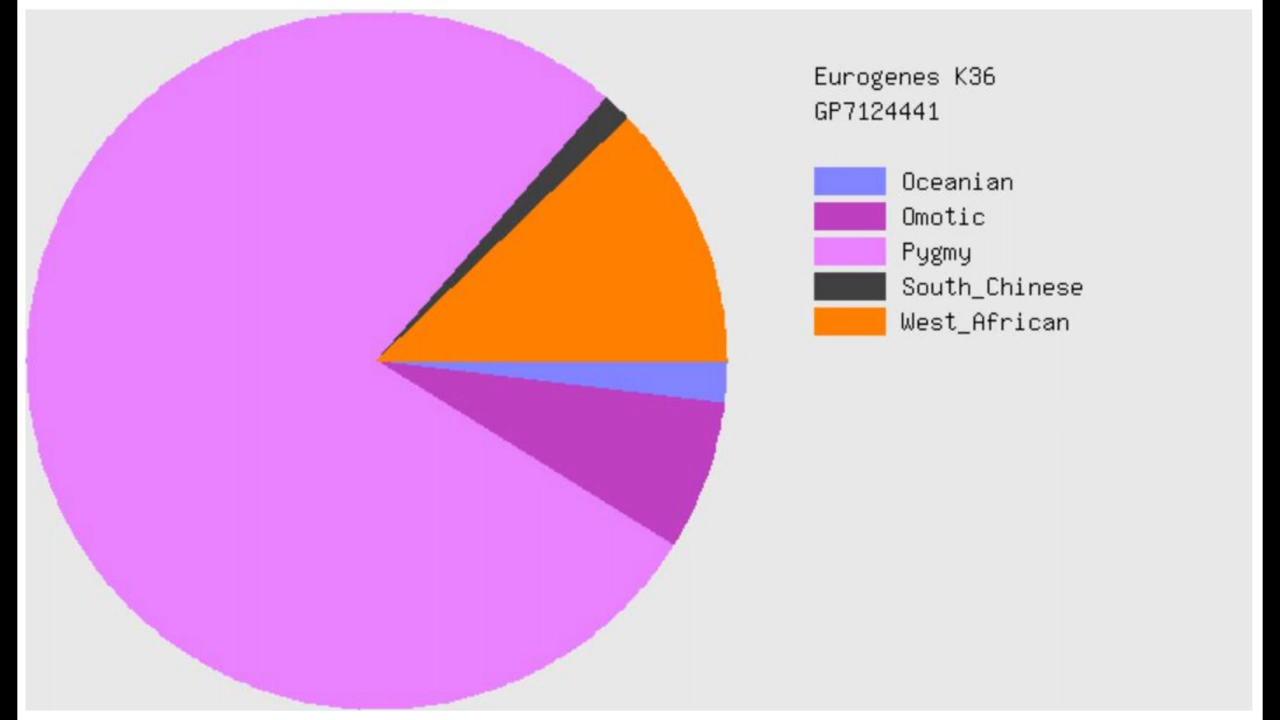 Eurogenes K36
GP7124441
Oceanian
Omotic
Pygmy
South_Chinese
West_African